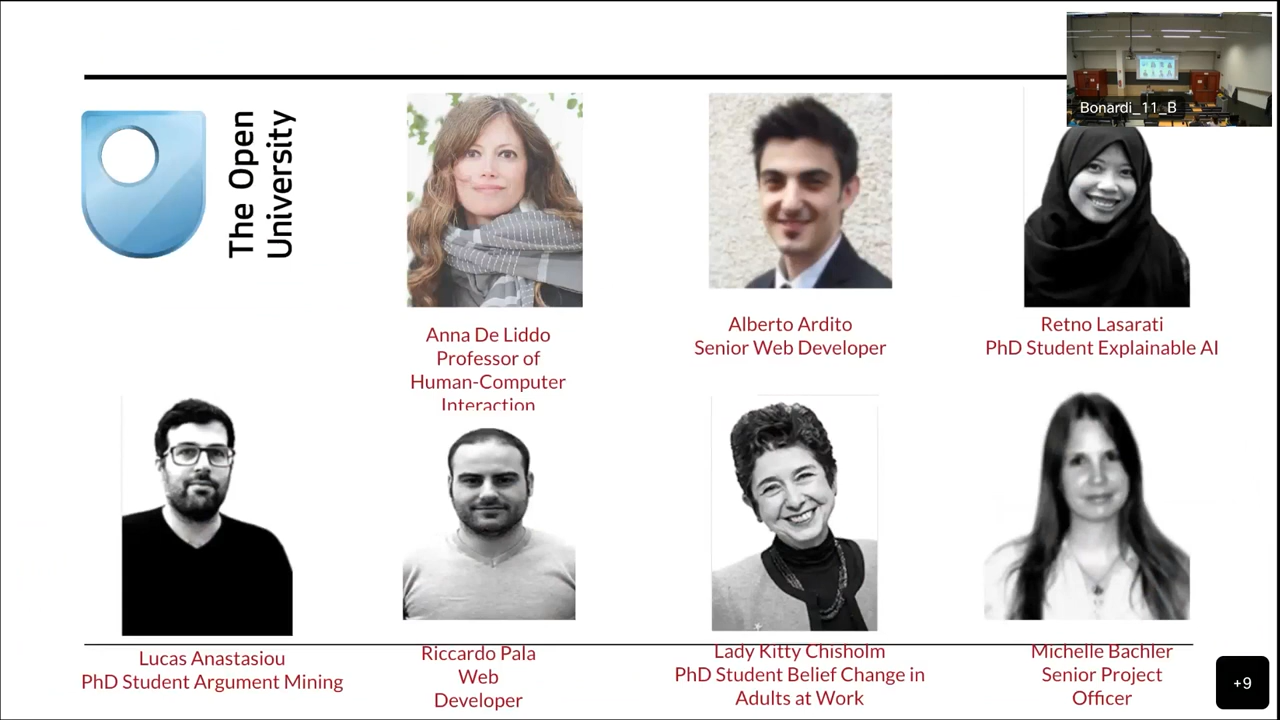 Bonardi_11_B
The Open
University
Anna De Liddo
Professor of
Human-Computer
Interaction
Alberto Ardito
Senior Web Developer
Retno Lasarati
PhD Student Explainable AI
Lucas Anastasiou
PhD Student Argument Mining
Riccardo Pala
Web
Developer
Lady Kitty Chisholm
PhD Student Belief Change in
Adults at Work
Michelle Bachler
Senior Project
Officer
+9